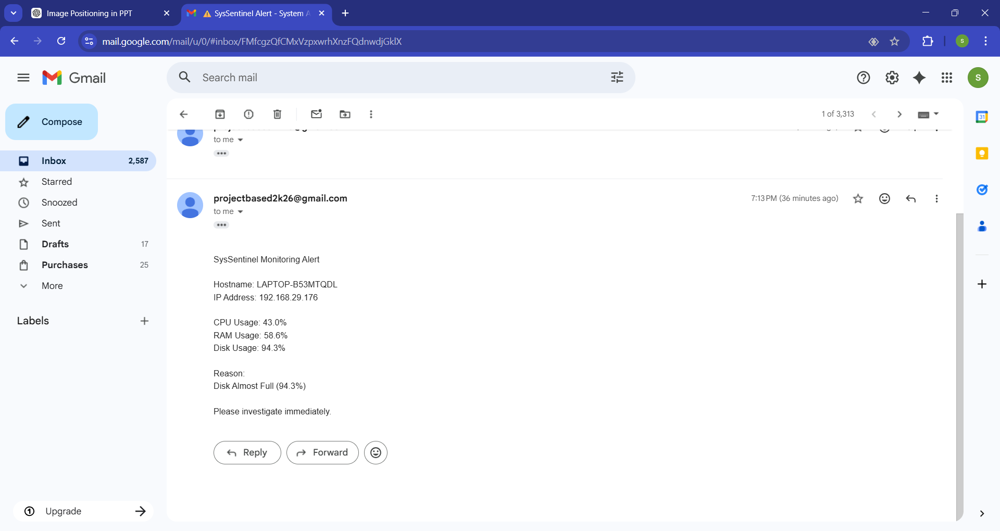 Image Positioning in PPT
SysSentinel Alert - System A
mail.google.com/mail/u/0/#inbox/FMfcgzQfCMxVzpxwrhXnzFQdnwdjGklX
S
Gmail
Search mail
S
Compose
1 of 3,313
31
to me
Inbox 2,587
Starred
Snoozed
Sent
Drafts 17
Purchases 25
More
Labels
projectbased2k26@gmail.com
7:13 PM (36 minutes ago)
to me
SysSentinel Monitoring Alert
Hostname: LAPTOP-B53MTQDL
IP Address: 192.168.29.176
CPU Usage: 43.0%
RAM Usage: 58.6%
Disk Usage: 94.3%
Reason:
Disk Almost Full (94.3%)
Please investigate immediately.
Reply
Forward
Upgrade